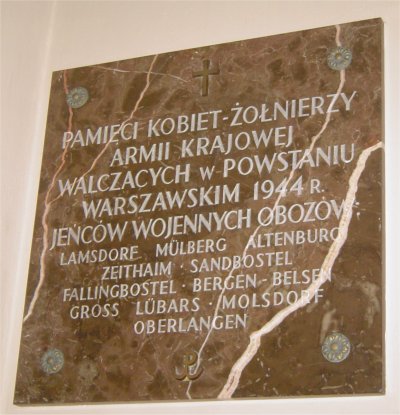 PAMIĘCI KOBIET-ŻOŁNIERZY
ARMII KRAJOWEJ
WALCZĄCYCH W POWSTANIU
WARSZAWSKIM 1944 R.
JEŃCÓW WOJENNYCH OBOZÓW:
LAMSDORF MÜLBERG ALTENBURG
ZEITHAIM · SANDBOSTEL
FALLINGBOSTEL · BERGEN-BELSEN
GROSS LÜBARS · MOLSDORF
OBERLANGEN